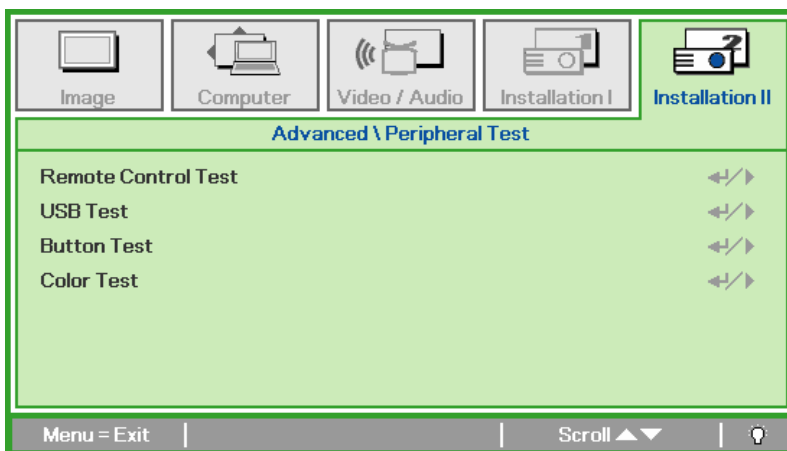 Image
Computer
Video / Audio
Installation I
Installation II
Advanced \ Peripheral Test
Remote Control Test
USB Test
Button Test
Color Test
Menu = Exit
Scroll ▲▼